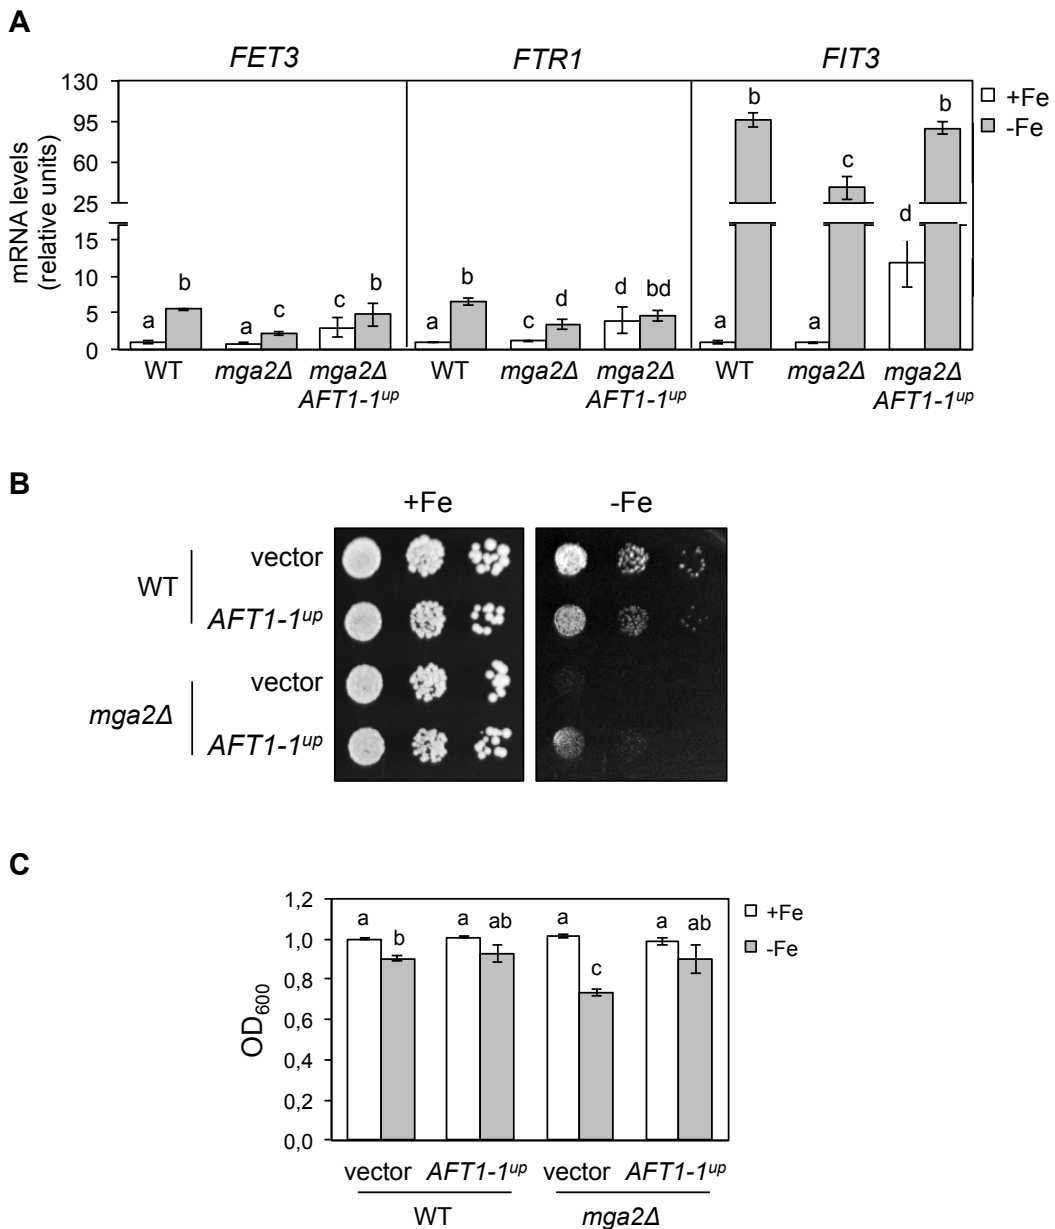 A
FET3 FTR1 FIT3
mRNA levels
(relative units)
130
95
60
25
15
10
5
0
a b a c c b
a b c d d bd
a b a c d b
+Fe
-Fe
WT mga2Δ mga2Δ AFT1-1up
WT mga2Δ mga2Δ AFT1-1up
WT mga2Δ mga2Δ AFT1-1up
B
+Fe -Fe
WT
vector
AFT1-1up
mga2Δ
vector
AFT1-1up
C
OD600
1,2
1,0
0,8
0,6
0,4
0,2
0,0
a b a ab a c a ab
+Fe
-Fe
vector AFT1-1up vector AFT1-1up
WT mga2Δ